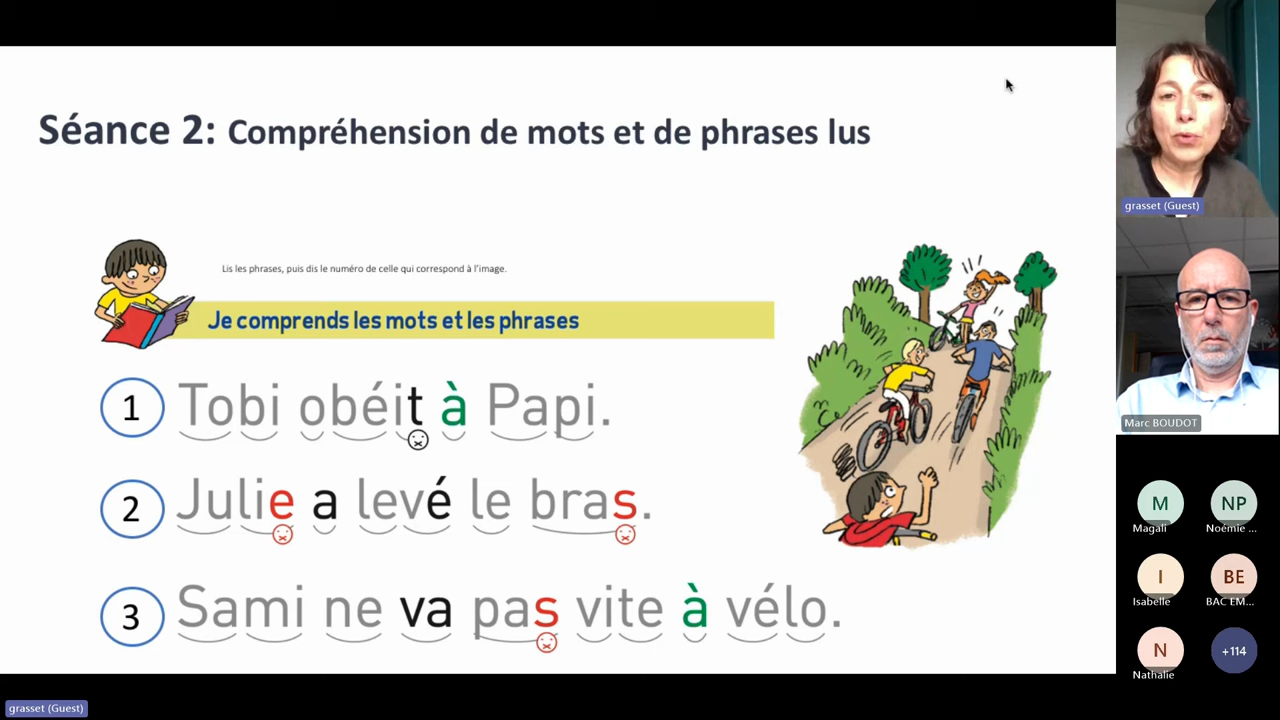 Séance 2: Compréhension de mots et de phrases lus
Lis les phrases, puis dis le numéro de celle qui correspond à l'image.
Je comprends les mots et les phrases
1 Tobi obéit à Papi.
2 Julie a levé le bras.
3 Sami ne va pas vite à vélo.
grasset (Guest)
Marc BOUDOT
M NP
Magali Noémie ...
I BE
Isabelle BAC EM...
N +114
Nathalie
grasset (Guest)